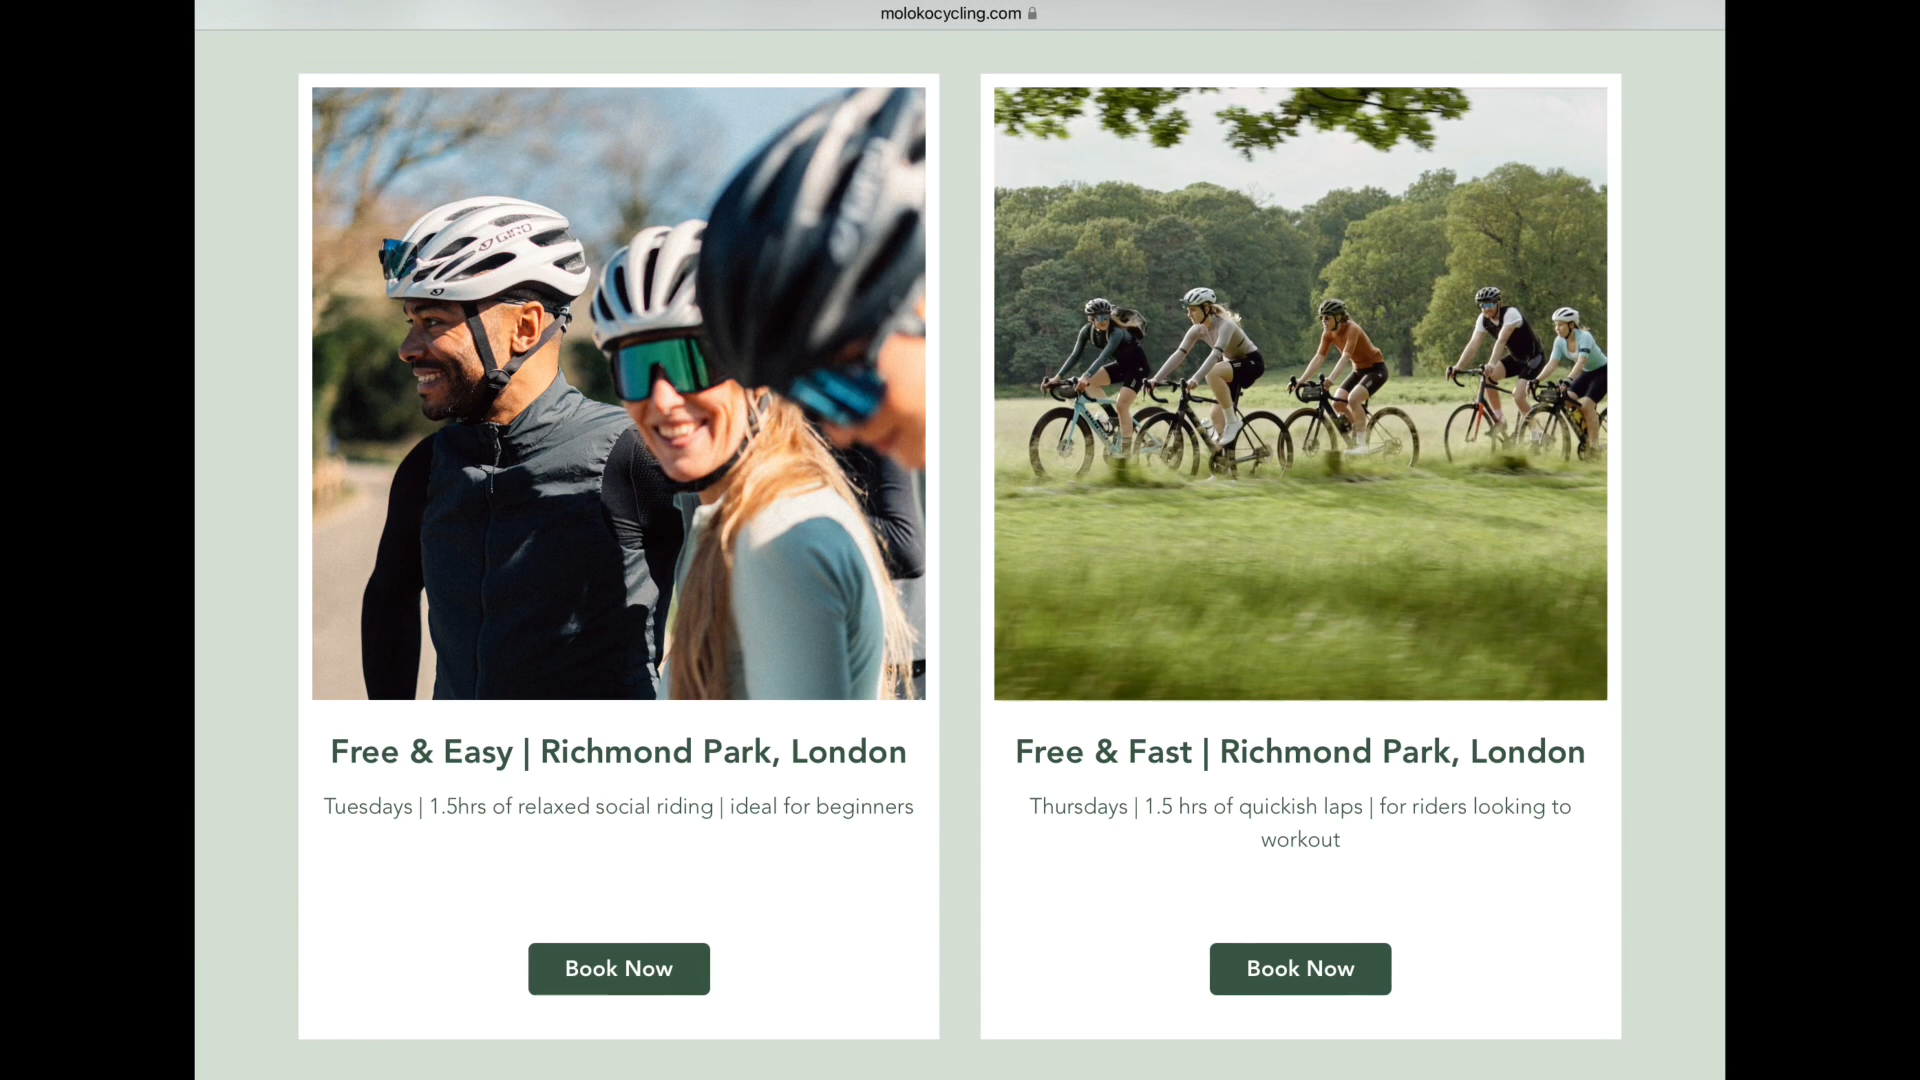 molokocycling.com
GIRO
Free & Easy | Richmond Park, London
Tuesdays | 1.5hrs of relaxed social riding | ideal for beginners
Book Now
Free & Fast | Richmond Park, London
Thursdays | 1.5 hrs of quickish laps | for riders looking to
workout
Book Now